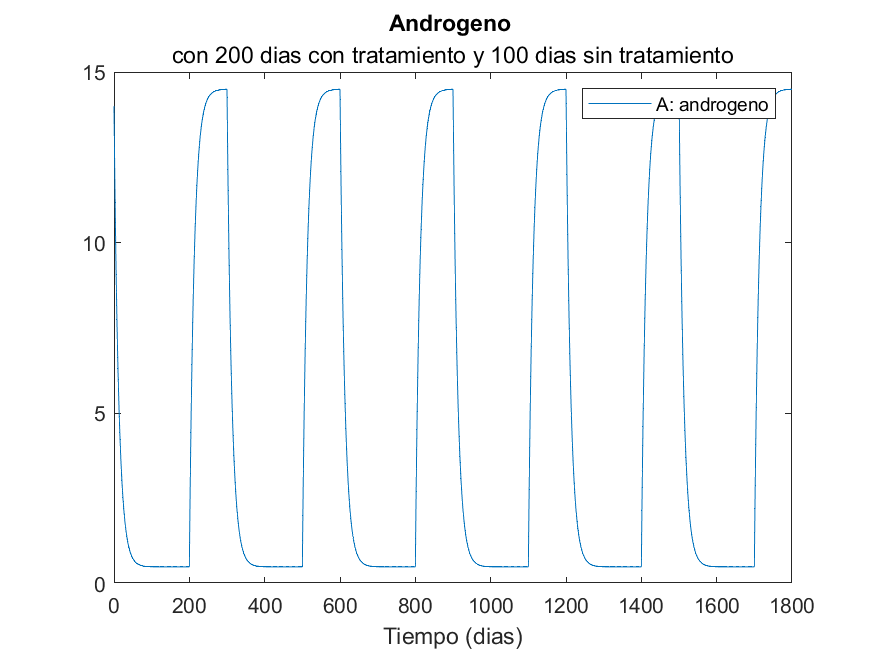 Androgeno
con 200 dias con tratamiento y 100 dias sin tratamiento
15
10
5
0
A: androgeno
0 200 400 600 800 1000 1200 1400 1600 1800
Tiempo (dias)